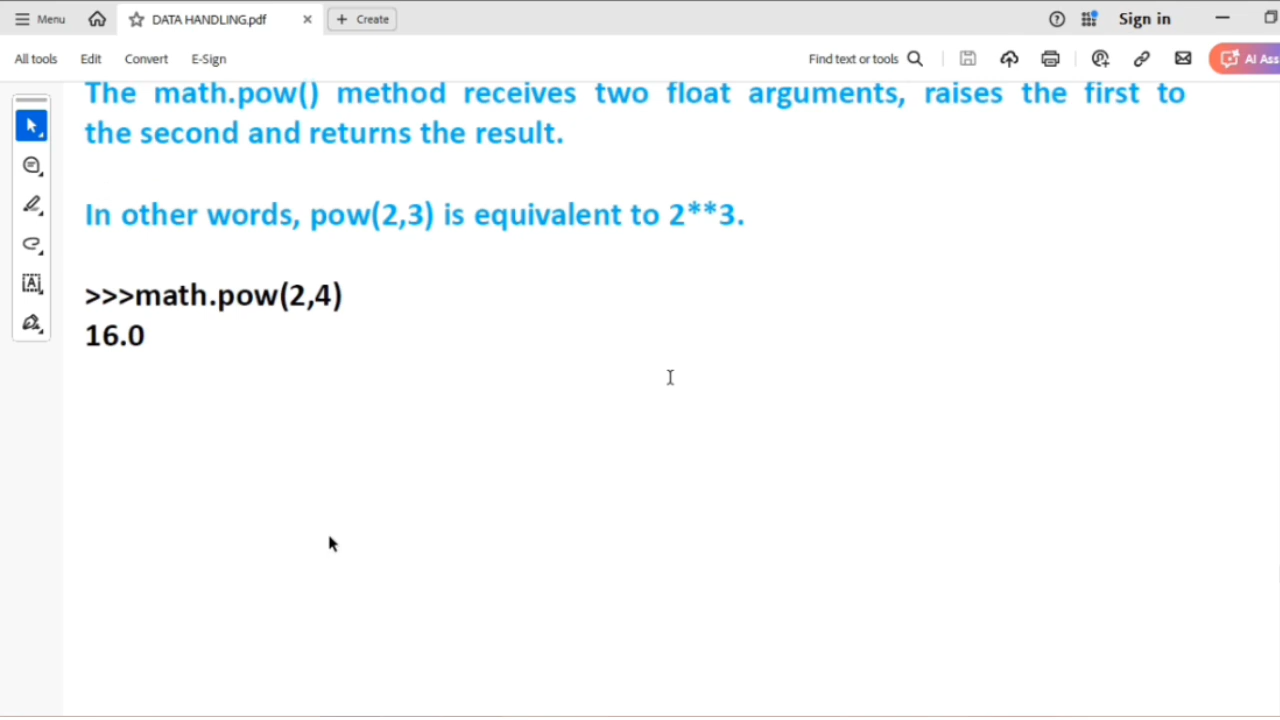 Menu
DATA HANDLING.pdf
+ Create
Sign in
All tools
Edit
Convert
E-Sign
Find text or tools
AI Ass
The math.pow() method receives two float arguments, raises the first to
the second and returns the result.
In other words, pow(2,3) is equivalent to 2**3.
>>>math.pow(2,4)
16.0